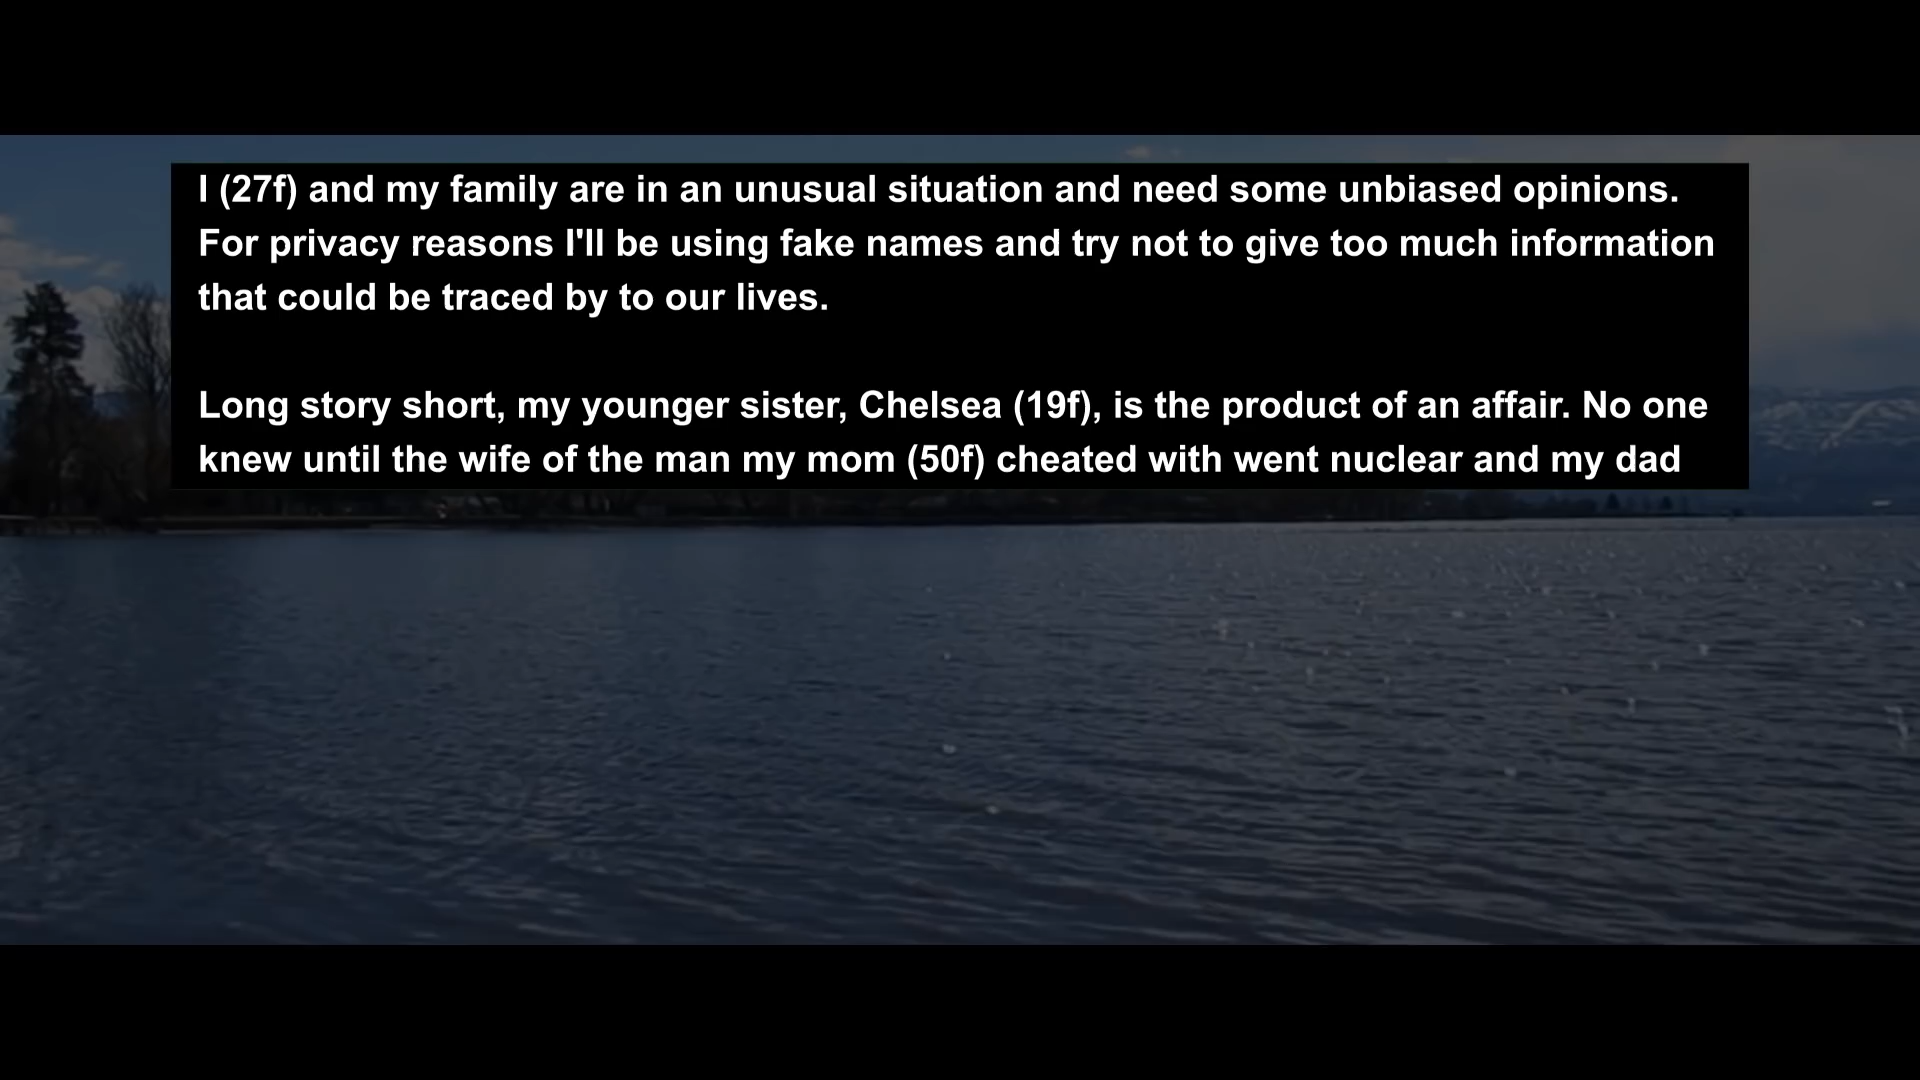 I (27f) and my family are in an unusual situation and need some unbiased opinions.
For privacy reasons I'll be using fake names and try not to give too much information
that could be traced by to our lives.
Long story short, my younger sister, Chelsea (19f), is the product of an affair. No one
knew until the wife of the man my mom (50f) cheated with went nuclear and my dad